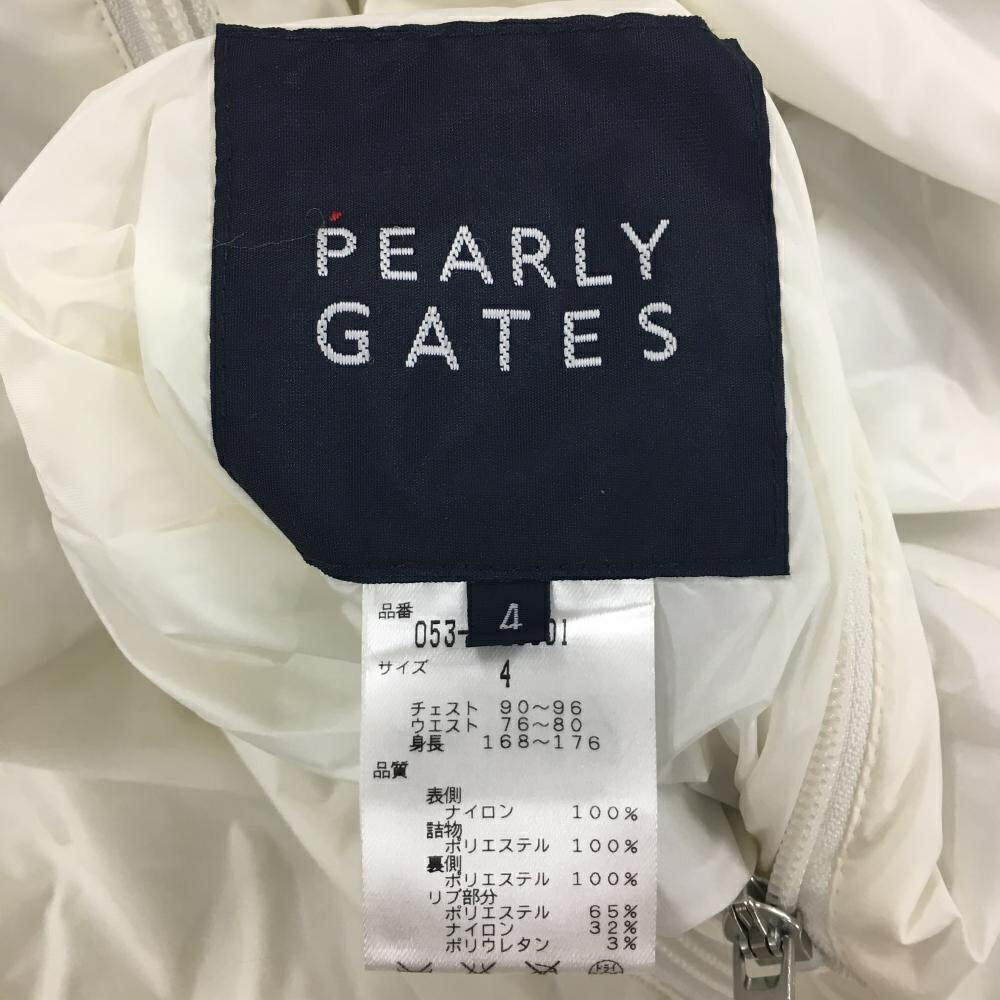 PEARLY
GATES
4
品番
053-
01
サイズ
4
チェスト 90～96
ウエスト 76～80
身長 168～176
品質
表側
ナイロン 100%
詰物
ポリエステル 100%
裏側
ポリエステル 100%
リブ部分
ポリエステル 65%
ナイロン 32%
ポリウレタン 3%
ドライ